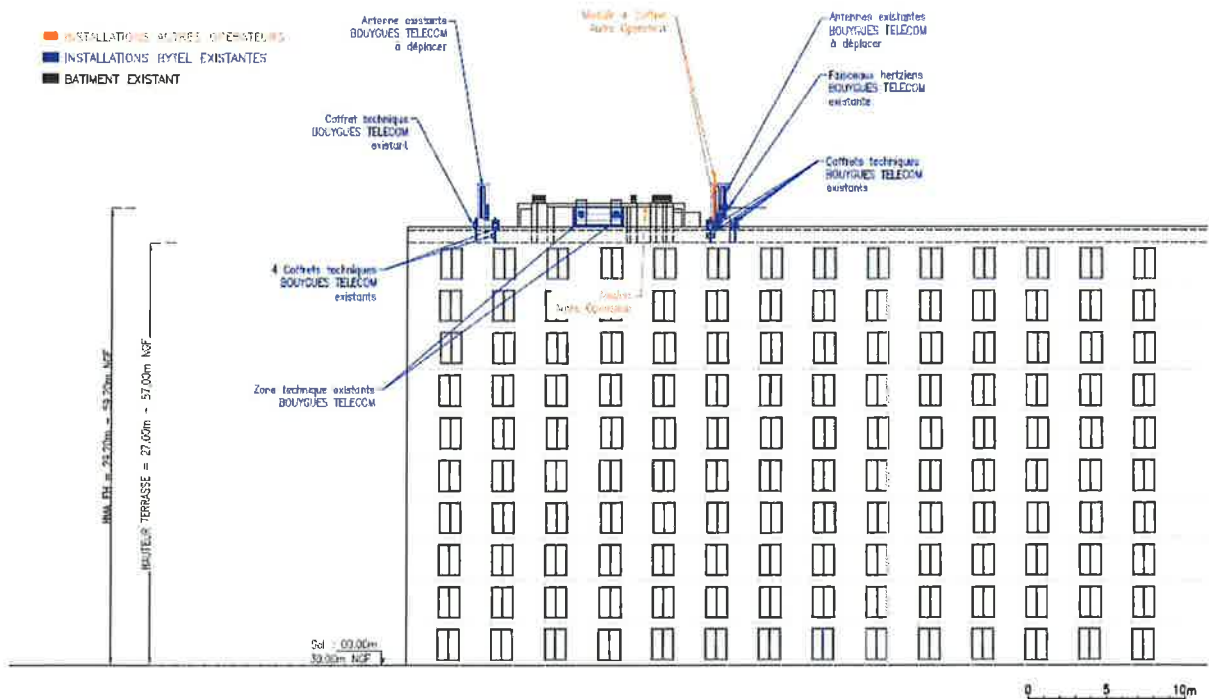 INSTALLATIONS AUTRES OPERATEURS
INSTALLATIONS BYTEL EXISTANTES
BATIMENT EXISTANT
Antenne existante
BOUYGUES TELECOM
à déplacer
Module + Coffret
Autre Opérateur
Antennes existantes
BOUYGUES TELECOM
à déplacer
Faisceaux hertziens
BOUYGUES TELECOM
existante
Coffret technique
BOUYGUES TELECOM
existant
Coffrets techniques
BOUYGUES TELECOM
existants
4 Coffrets techniques
BOUYGUES TELECOM
existants
Autre Opérateur
Zone technique existante
BOUYGUES TELECOM
HMA FH = 29.20m - 59.20m NGF
HAUTEUR TERRASSE = 27.00m - 57.00m NGF
Sol : 00.00m
30.00m NGF
0 5 10m